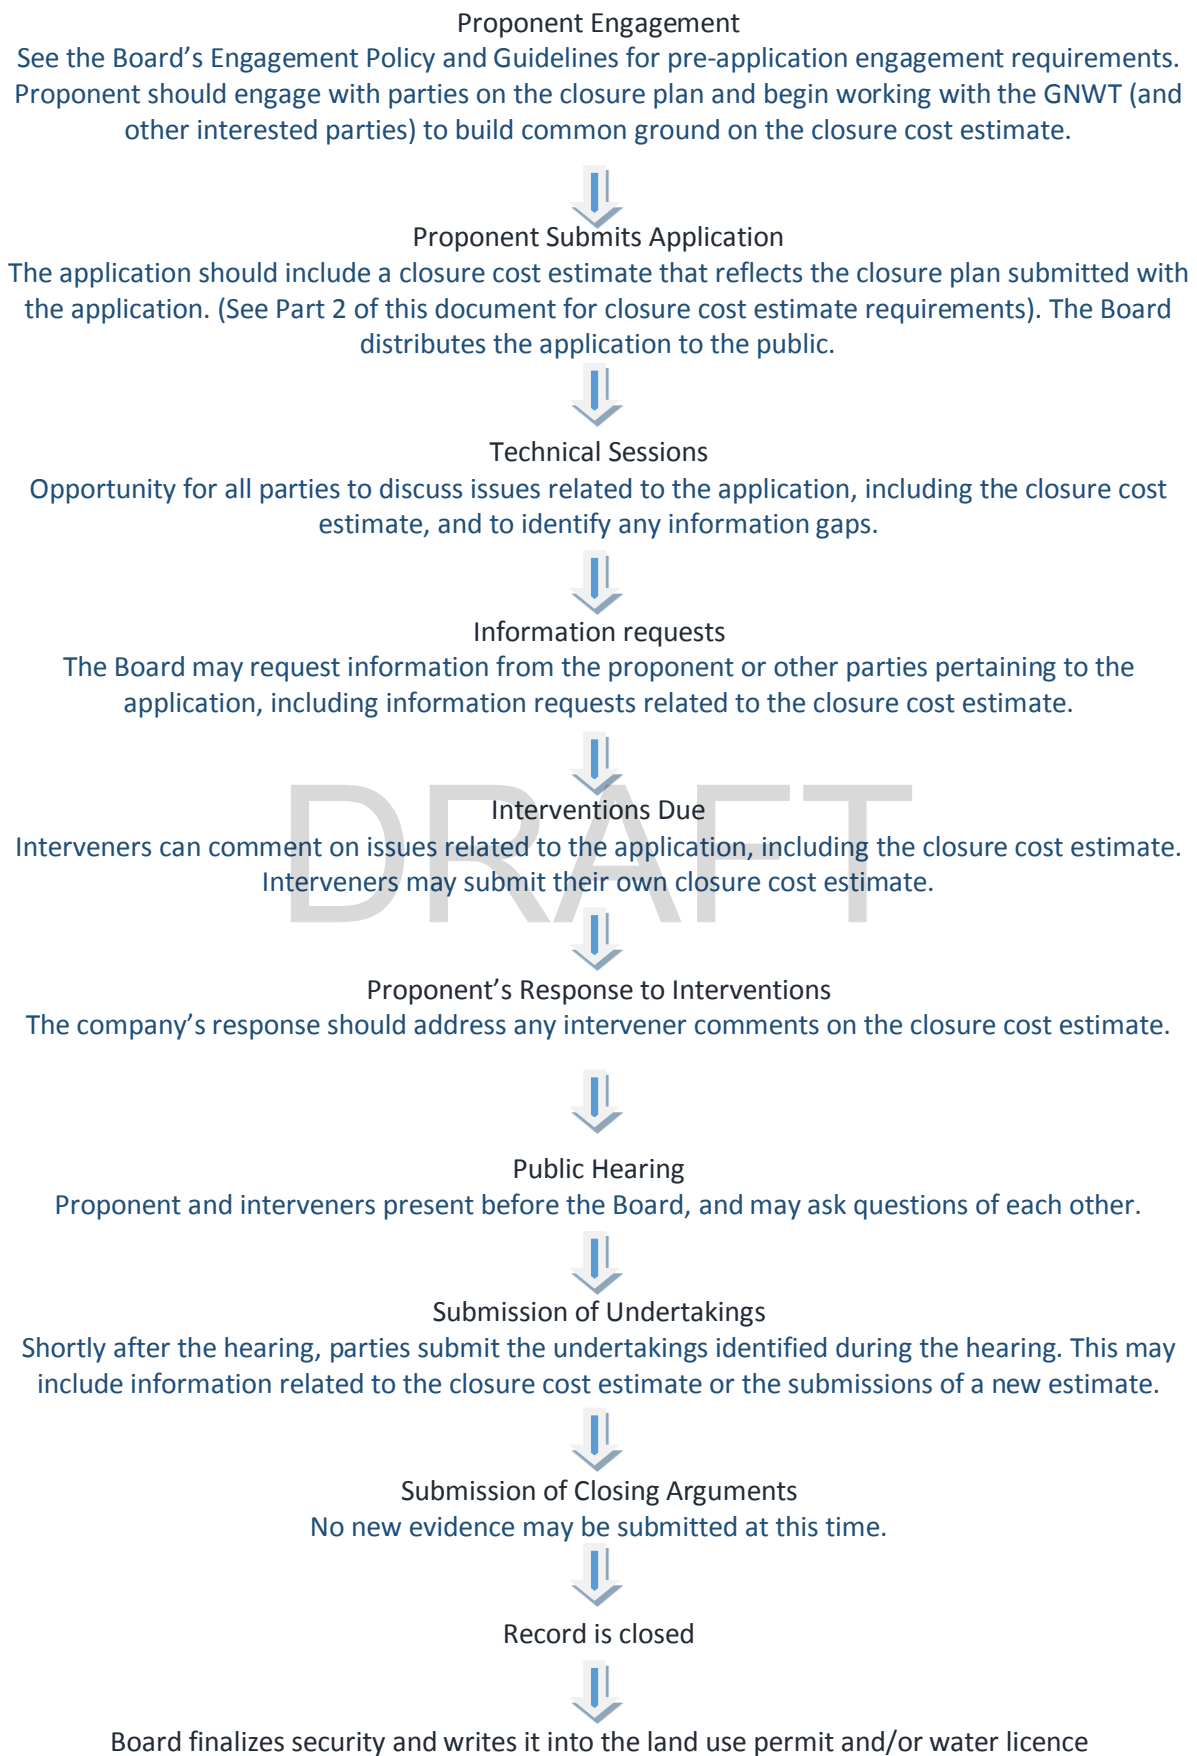 Proponent Engagement
See the Board’s Engagement Policy and Guidelines for pre-application engagement requirements.
Proponent should engage with parties on the closure plan and begin working with the GNWT (and
other interested parties) to build common ground on the closure cost estimate.
Proponent Submits Application
The application should include a closure cost estimate that reflects the closure plan submitted with
the application. (See Part 2 of this document for closure cost estimate requirements). The Board
distributes the application to the public.
Technical Sessions
Opportunity for all parties to discuss issues related to the application, including the closure cost
estimate, and to identify any information gaps.
Information requests
The Board may request information from the proponent or other parties pertaining to the
application, including information requests related to the closure cost estimate.
DRAFT
Interventions Due
Interveners can comment on issues related to the application, including the closure cost estimate.
Interveners may submit their own closure cost estimate.
Proponent’s Response to Interventions
The company’s response should address any intervener comments on the closure cost estimate.
Public Hearing
Proponent and interveners present before the Board, and may ask questions of each other.
Submission of Undertakings
Shortly after the hearing, parties submit the undertakings identified during the hearing. This may
include information related to the closure cost estimate or the submissions of a new estimate.
Submission of Closing Arguments
No new evidence may be submitted at this time.
Record is closed
Board finalizes security and writes it into the land use permit and/or water licence